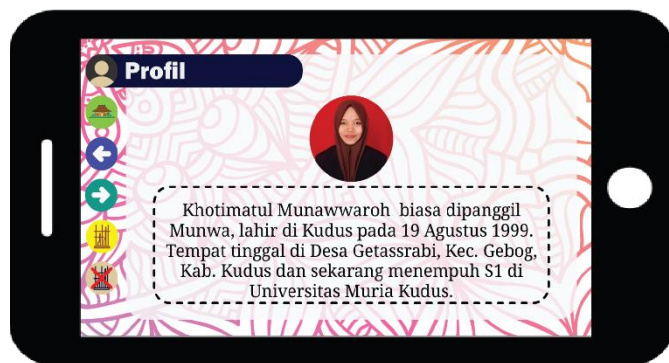 Profil
Khotimatul Munawwaroh biasa dipanggil
Munwa, lahir di Kudus pada 19 Agustus 1999.
Tempat tinggal di Desa Getassrabi, Kec. Gebog,
Kab. Kudus dan sekarang menempuh S1 di
Universitas Muria Kudus.